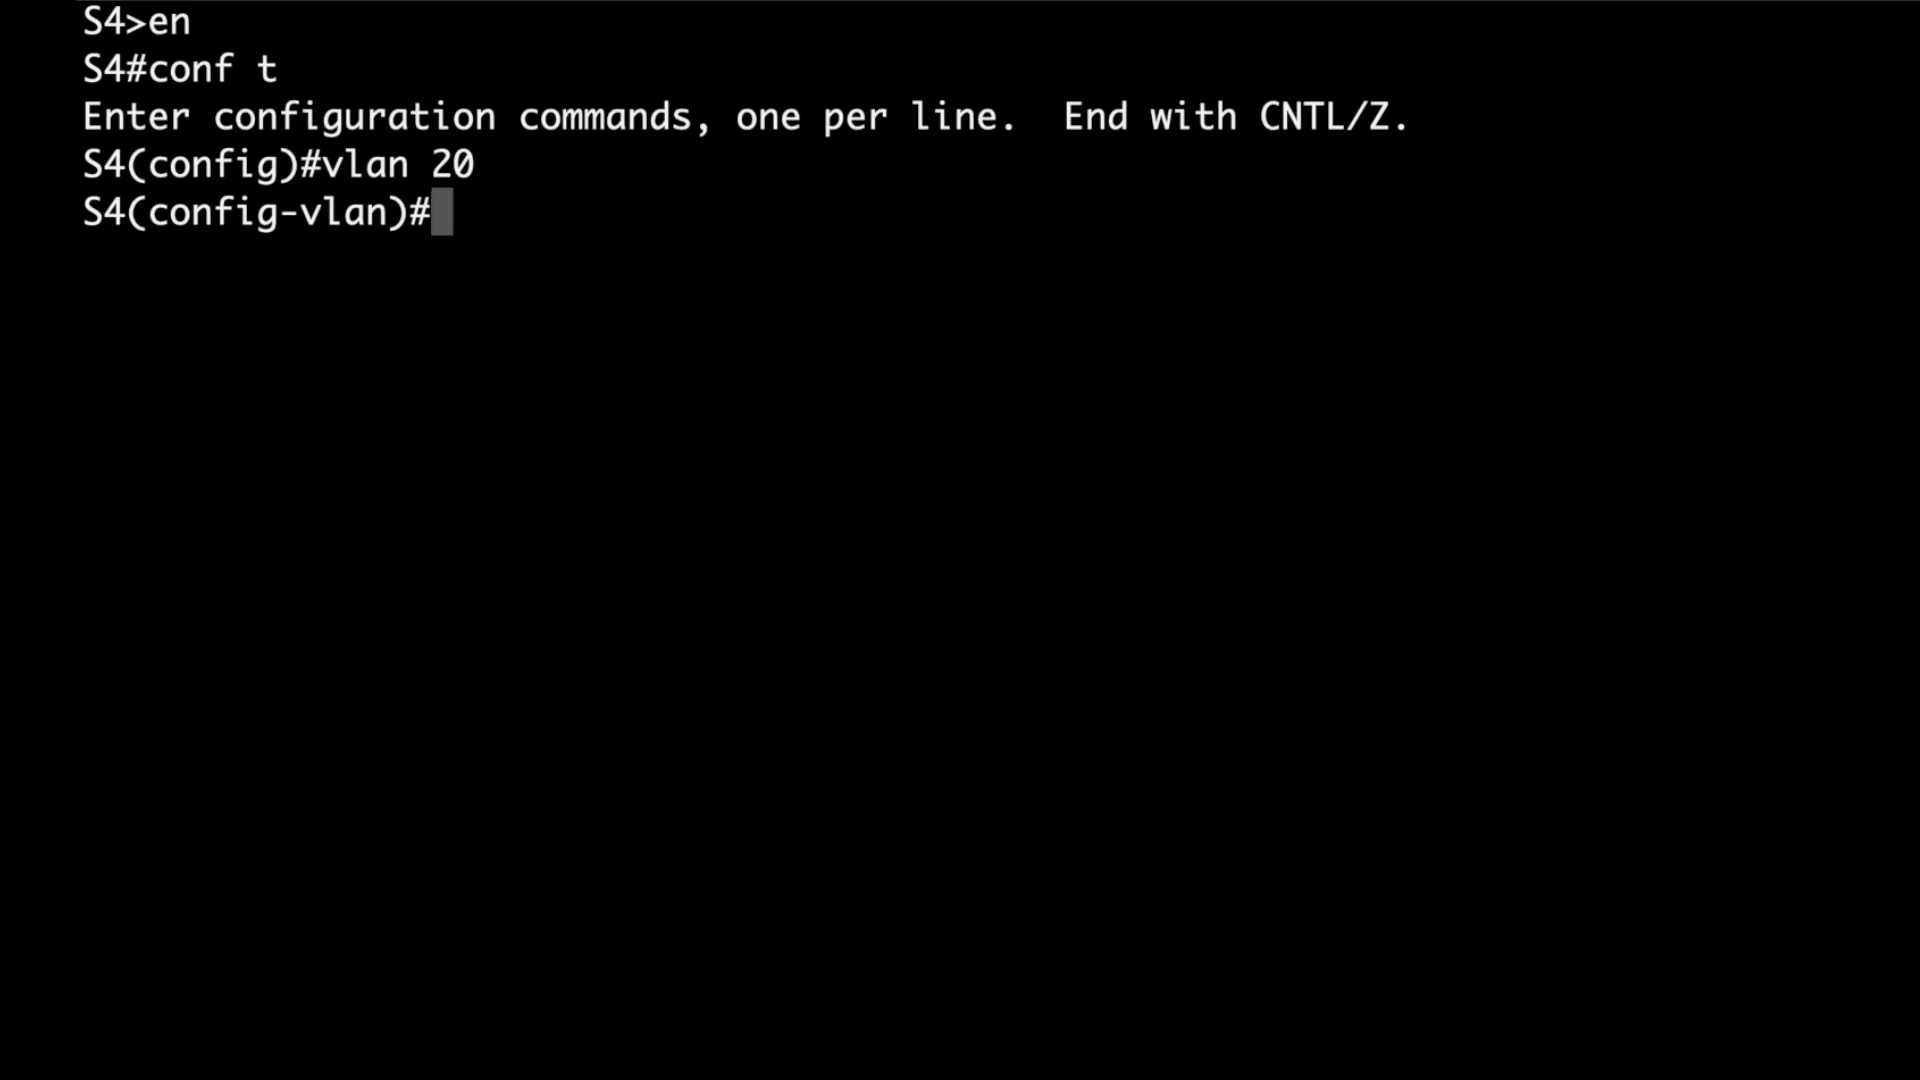 S4>en
S4#conf t
Enter configuration commands, one per line.  End with CNTL/Z.
S4(config)#vlan 20
S4(config-vlan)#